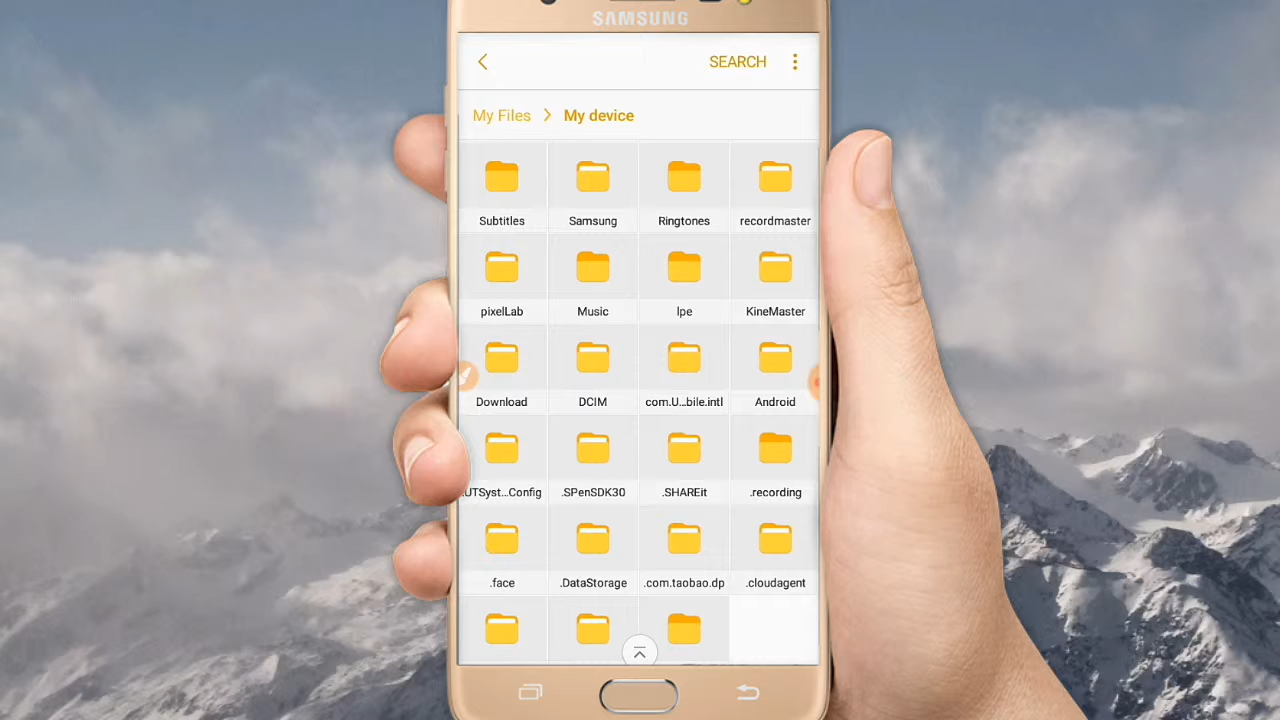 SAMSUNG
SEARCH
My Files > My device
Subtitles Samsung Ringtones recordmaster
pixelLab Music lpe KineMaster
Download DCIM com.U...bile.intl Android
.UTSyst...Config .SPenSDK30 .SHAREit .recording
.face .DataStorage .com.taobao.dp .cloudagent